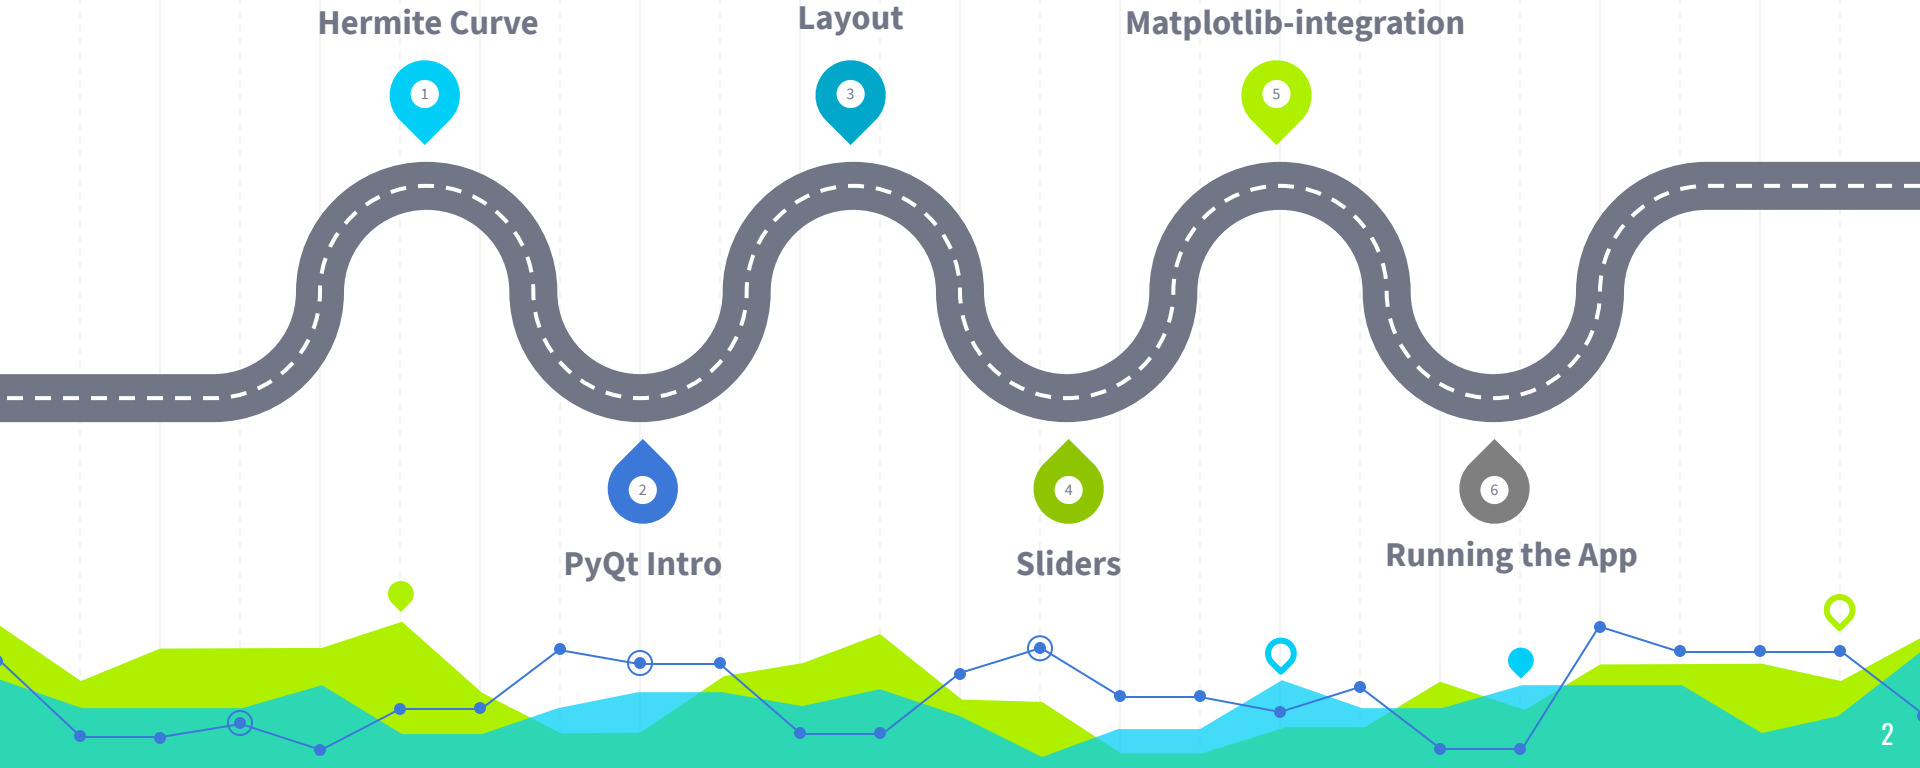 Hermite Curve
Layout
Matplotlib-integration
1
3
5
2
4
6
PyQt Intro
Sliders
Running the App
2